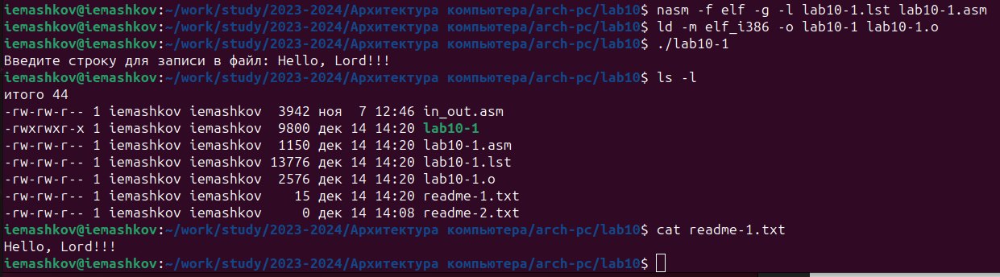 iemashkov@iemashkov:~/work/study/2023-2024/Архитектура компьютера/arch-pc/lab10$ nasm -f elf -g -l lab10-1.lst lab10-1.asm
iemashkov@iemashkov:~/work/study/2023-2024/Архитектура компьютера/arch-pc/lab10$ ld -m elf_i386 -o lab10-1 lab10-1.o
iemashkov@iemashkov:~/work/study/2023-2024/Архитектура компьютера/arch-pc/lab10$ ./lab10-1
Введите строку для записи в файл: Hello, Lord!!!
iemashkov@iemashkov:~/work/study/2023-2024/Архитектура компьютера/arch-pc/lab10$ ls -l
итого 44
-rw-rw-r-- 1 iemashkov iemashkov  3942 ноя  7 12:46 in_out.asm
-rwxrwxr-x 1 iemashkov iemashkov  9800 дек 14 14:20 lab10-1
-rw-rw-r-- 1 iemashkov iemashkov  1150 дек 14 14:20 lab10-1.asm
-rw-rw-r-- 1 iemashkov iemashkov 13776 дек 14 14:20 lab10-1.lst
-rw-rw-r-- 1 iemashkov iemashkov  2576 дек 14 14:20 lab10-1.o
-rw-rw-r-- 1 iemashkov iemashkov    15 дек 14 14:20 readme-1.txt
-rw-rw-r-- 1 iemashkov iemashkov     0 дек 14 14:08 readme-2.txt
iemashkov@iemashkov:~/work/study/2023-2024/Архитектура компьютера/arch-pc/lab10$ cat readme-1.txt
Hello, Lord!!!
iemashkov@iemashkov:~/work/study/2023-2024/Архитектура компьютера/arch-pc/lab10$